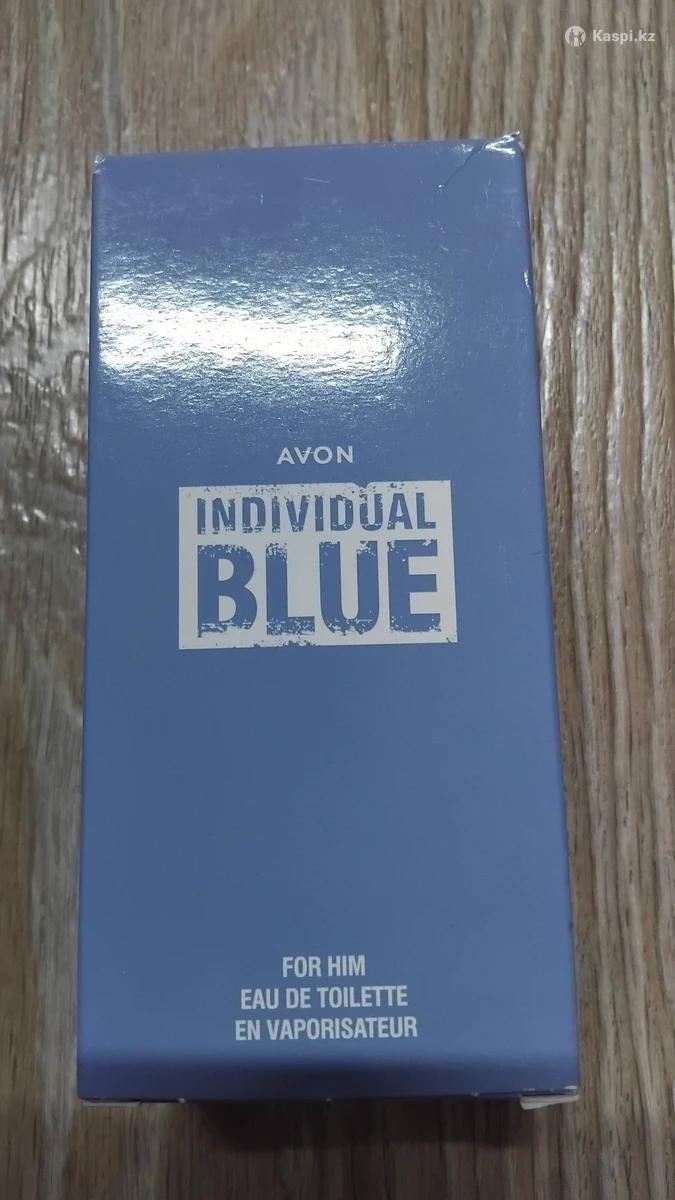 Kaspi.kz
AVON
INDIVIDUAL
BLUE
FOR HIM
EAU DE TOILETTE
EN VAPORISATEUR